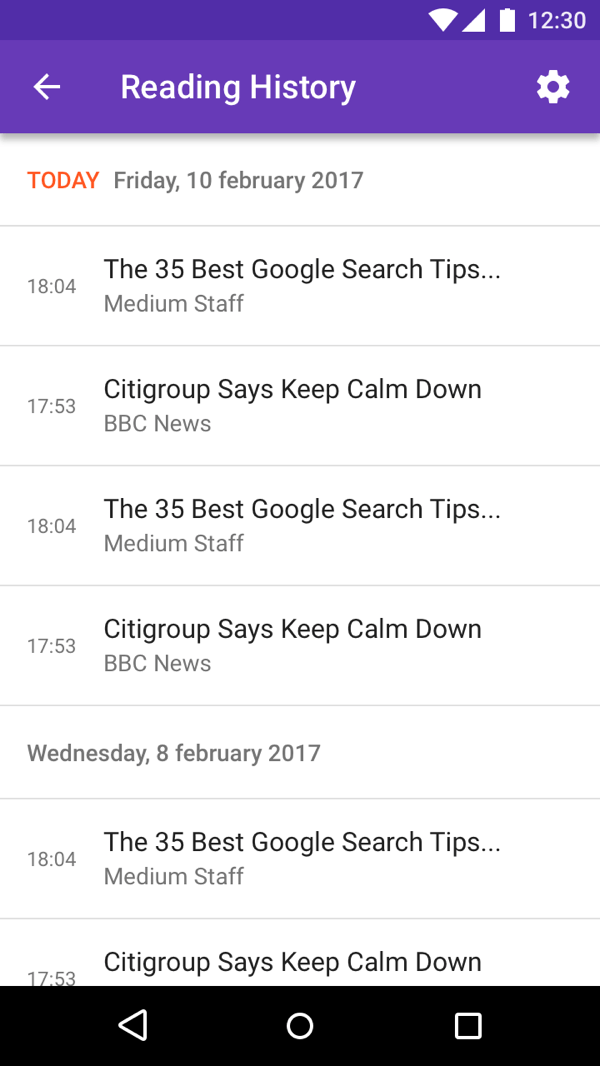 12:30
Reading History
TODAY Friday, 10 february 2017
The 35 Best Google Search Tips...
18:04
Medium Staff
Citigroup Says Keep Calm Down
17:53
BBC News
The 35 Best Google Search Tips...
18:04
Medium Staff
Citigroup Says Keep Calm Down
17:53
BBC News
Wednesday, 8 february 2017
The 35 Best Google Search Tips...
18:04
Medium Staff
Citigroup Says Keep Calm Down
17:53